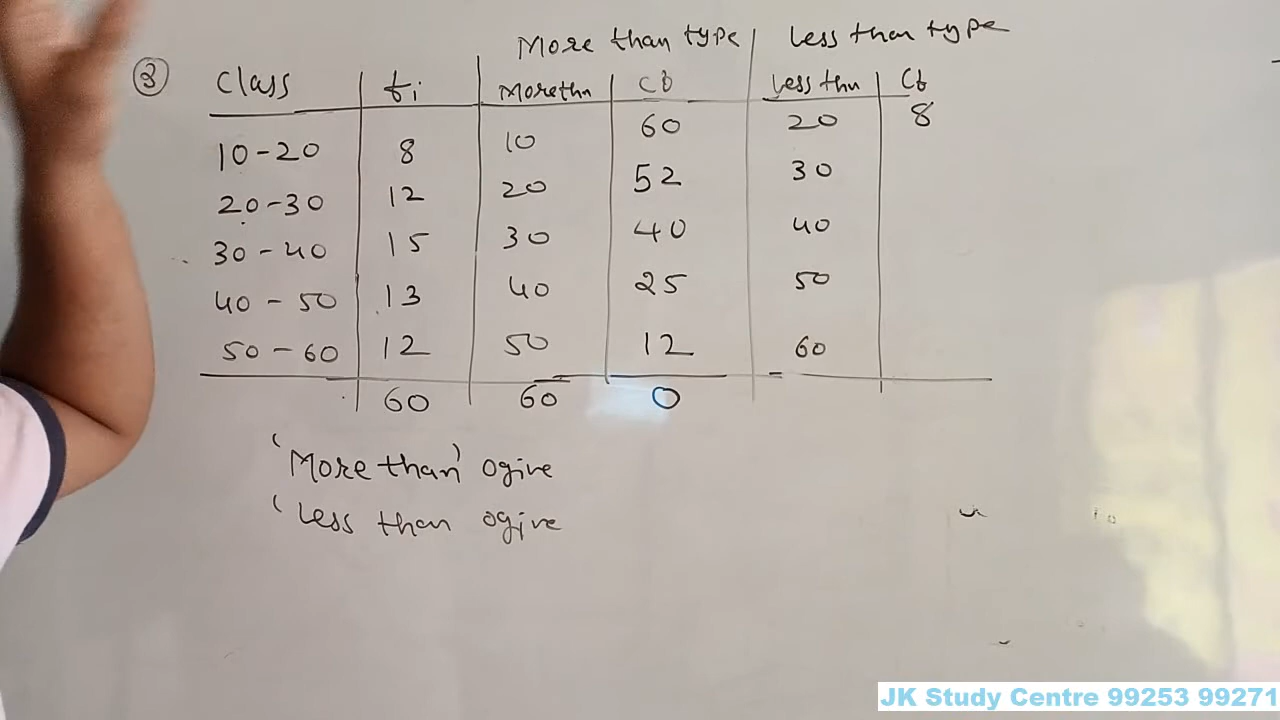 More than type less than type
3 class fi Morethn cb less thn Cf
10-20 8 10 60 20 8
20-30 12 20 52 30
30-40 15 30 40 40
40-50 13 40 25 50
50-60 12 50 12 60
60 60 0
'More than' ogive
'less than ogive
JK Study Centre 99253 99271